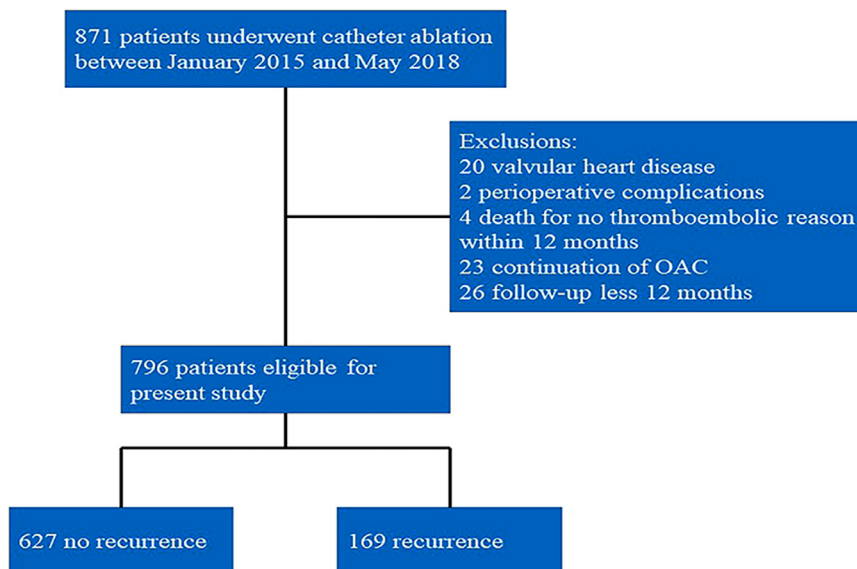 871 patients underwent catheter ablation
between January 2015 and May 2018
Exclusions:
20 valvular heart disease
2 perioperative complications
4 death for no thromboembolic reason
within 12 months
23 continuation of OAC
26 follow-up less 12 months
796 patients eligible for
present study
627 no recurrence
169 recurrence